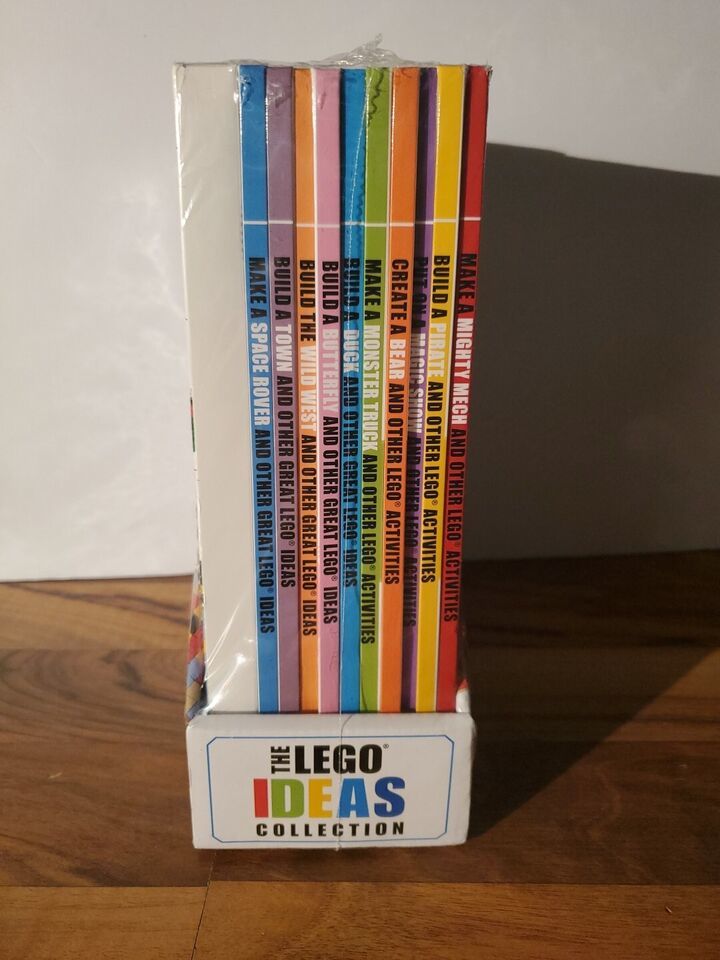 MAKE A SPACE ROVER AND OTHER GREAT LEGO® IDEAS
BUILD A TOWN AND OTHER GREAT LEGO® IDEAS
BUILD THE WILD WEST AND OTHER GREAT LEGO® IDEAS
BUILD A BUTTERFLY AND OTHER GREAT LEGO® IDEAS
BUILD A DUCK AND OTHER GREAT LEGO® IDEAS
MAKE A MONSTER TRUCK AND OTHER LEGO® ACTIVITIES
CREATE A BEAR AND OTHER LEGO® ACTIVITIES
PUT ON A MAGIC SHOW AND OTHER LEGO® ACTIVITIES
BUILD A PIRATE AND OTHER LEGO® ACTIVITIES
MAKE A MIGHTY MECH AND OTHER LEGO® ACTIVITIES
THE LEGO®
IDEAS
COLLECTION